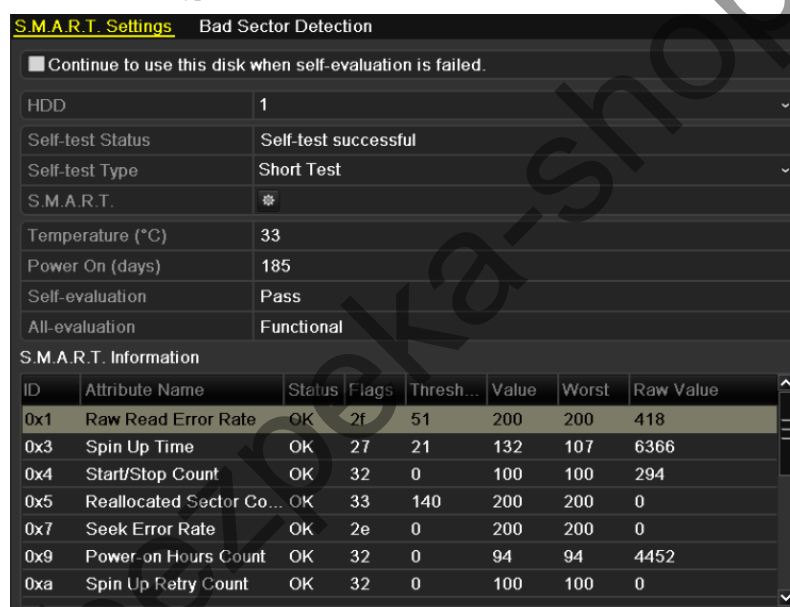 S.M.A.R.T. Settings Bad Sector Detection
Continue to use this disk when self-evaluation is failed.
HDD 1
Self-test Status Self-test successful
Self-test Type Short Test
S.M.A.R.T.
Temperature (°C) 33
Power On (days) 185
Self-evaluation Pass
All-evaluation Functional
S.M.A.R.T. Information
ID Attribute Name Status Flags Thresh... Value Worst Raw Value
0x1 Raw Read Error Rate OK 2f 51 200 200 418
0x3 Spin Up Time OK 27 21 132 107 6366
0x4 Start/Stop Count OK 32 0 100 100 294
0x5 Reallocated Sector Co... OK 33 140 200 200 0
0x7 Seek Error Rate OK 2e 0 200 200 0
0x9 Power-on Hours Count OK 32 0 94 94 4452
0xa Spin Up Retry Count OK 32 0 100 100 0
bezpeka-shop